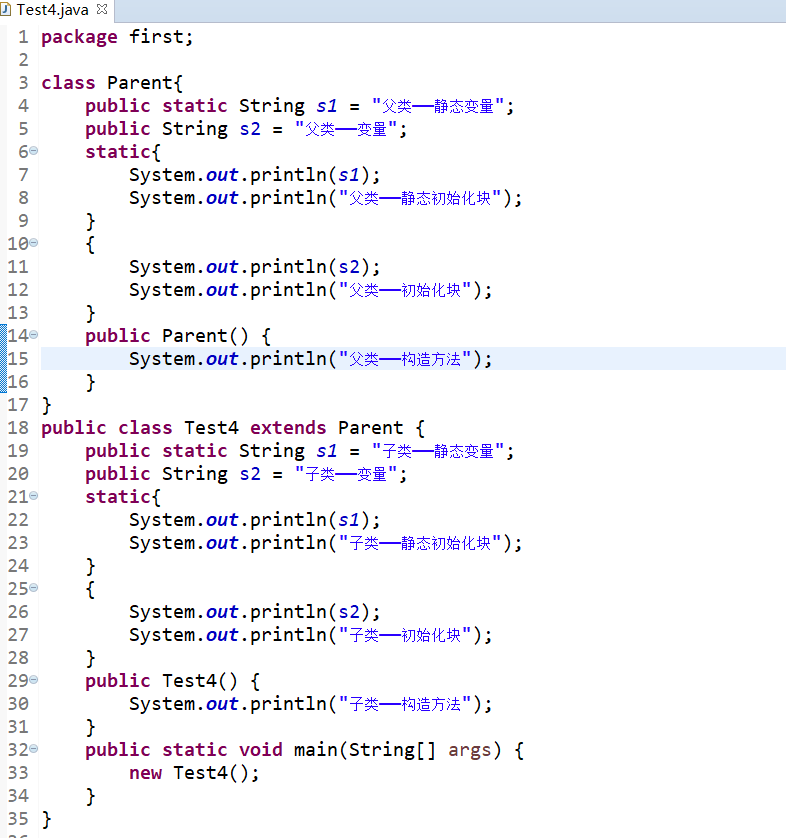 Test4.java
1 package first;
2
3 class Parent{
4     public static String s1 = "父类——静态变量";
5     public String s2 = "父类——变量";
6     static{
7         System.out.println(s1);
8         System.out.println("父类——静态初始化块");
9     }
10     {
11         System.out.println(s2);
12         System.out.println("父类——初始化块");
13     }
14     public Parent() {
15         System.out.println("父类——构造方法");
16     }
17 }
18 public class Test4 extends Parent {
19     public static String s1 = "子类——静态变量";
20     public String s2 = "子类——变量";
21     static{
22         System.out.println(s1);
23         System.out.println("子类——静态初始化块");
24     }
25     {
26         System.out.println(s2);
27         System.out.println("子类——初始化块");
28     }
29     public Test4() {
30         System.out.println("子类——构造方法");
31     }
32     public static void main(String[] args) {
33         new Test4();
34     }
35 }